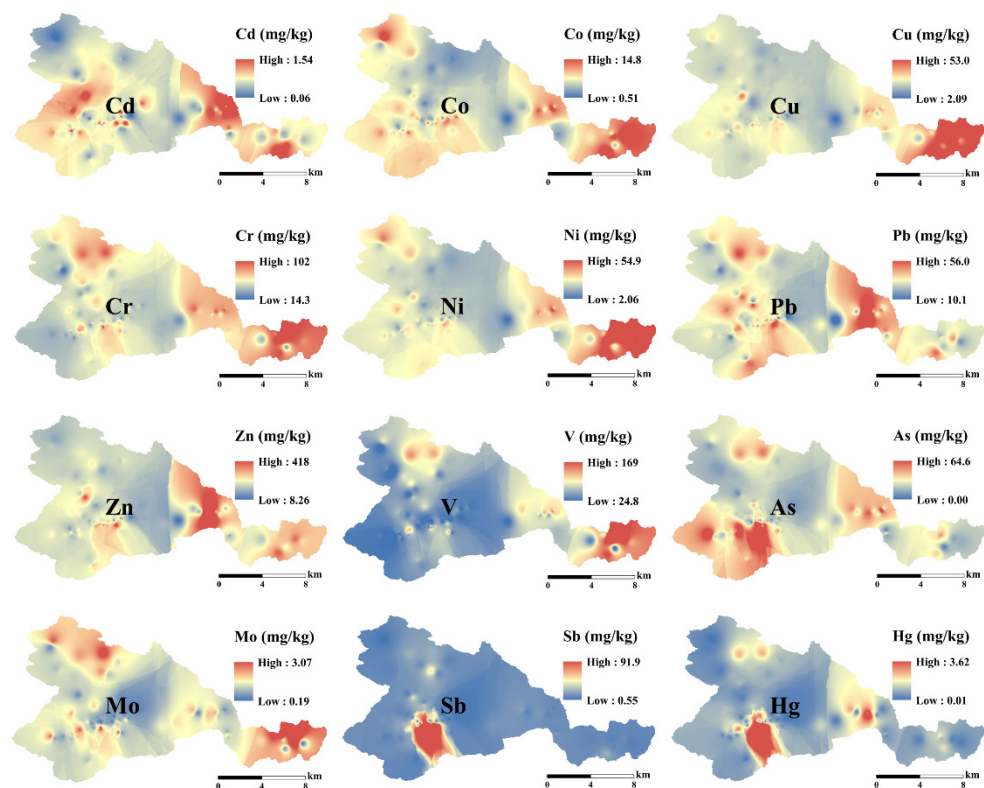 Cd (mg/kg)
High : 1.54
Low : 0.06
Cd
km
0 4 8
Co (mg/kg)
High : 14.8
Low : 0.51
Co
km
0 4 8
Cu (mg/kg)
High : 53.0
Low : 2.09
Cu
km
0 4 8
Cr (mg/kg)
High : 102
Low : 14.3
Cr
km
0 4 8
Ni (mg/kg)
High : 54.9
Low : 2.06
Ni
km
0 4 8
Pb (mg/kg)
High : 56.0
Low : 10.1
Pb
km
0 4 8
Zn (mg/kg)
High : 418
Low : 8.26
Zn
km
0 4 8
V (mg/kg)
High : 169
Low : 24.8
V
km
0 4 8
As (mg/kg)
High : 64.6
Low : 0.00
As
km
0 4 8
Mo (mg/kg)
High : 3.07
Low : 0.19
Mo
km
0 4 8
Sb (mg/kg)
High : 91.9
Low : 0.55
Sb
km
0 4 8
Hg (mg/kg)
High : 3.62
Low : 0.01
Hg
km
0 4 8